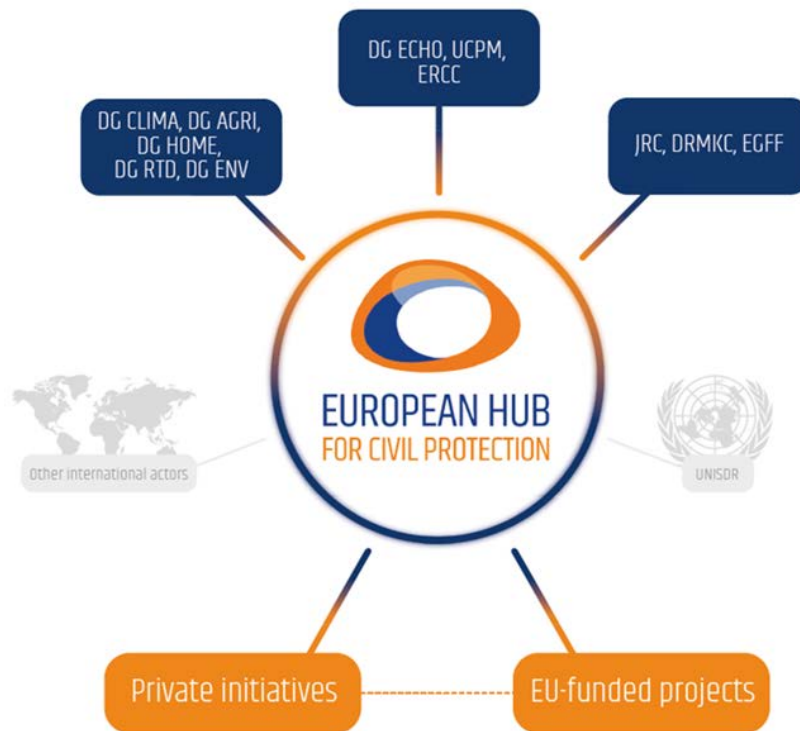 DG ECHO, UCPM,
ERCC
DG CLIMA, DG AGRI,
DG HOME,
DG RTD, DG ENV
JRC, DRMKC, EGFF
EUROPEAN HUB
FOR CIVIL PROTECTION
Other international actors
UNISDR
Private initiatives
EU-funded projects